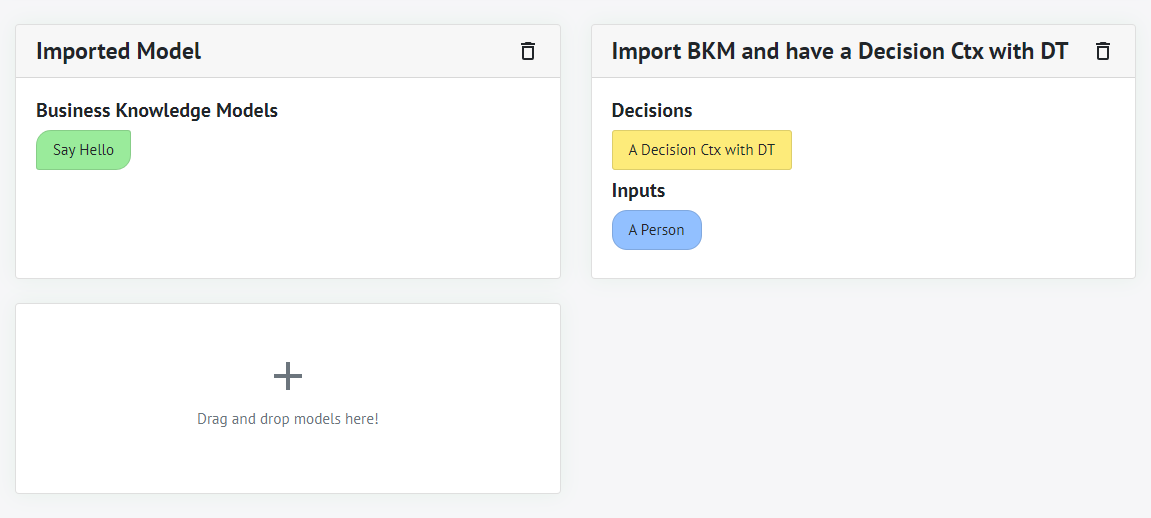 Imported Model
Business Knowledge Models
Say Hello
Import BKM and have a Decision Ctx with DT
Decisions
A Decision Ctx with DT
Inputs
A Person
Drag and drop models here!